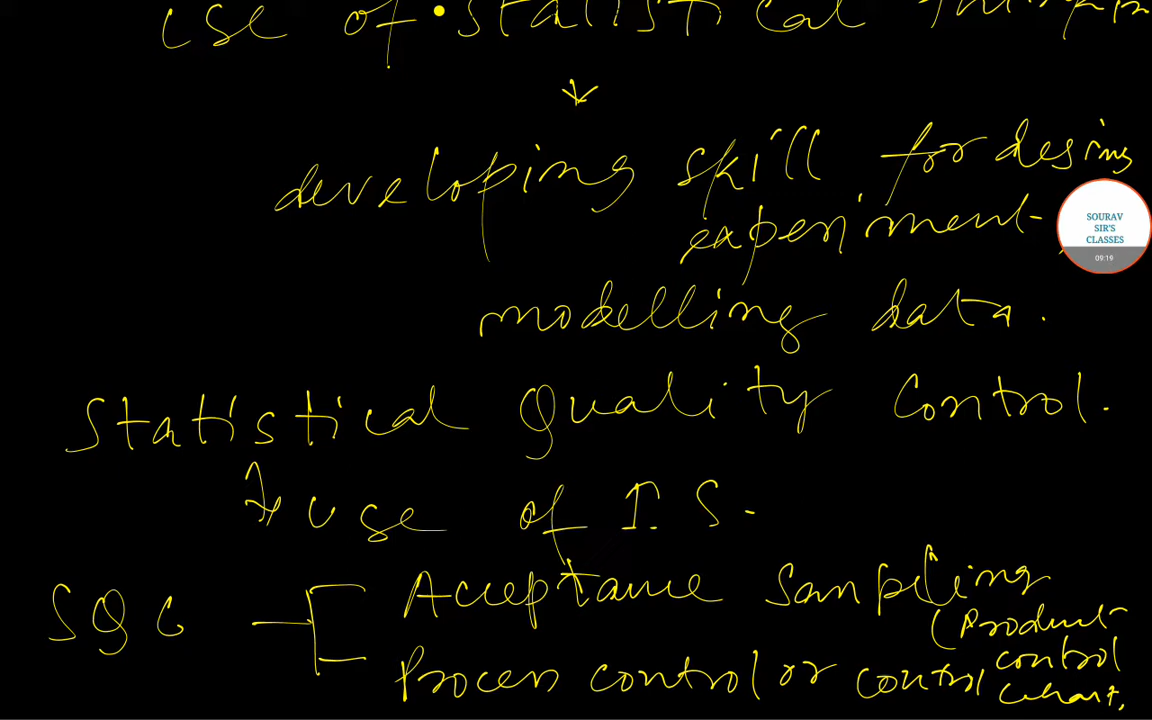 use of statistical
developing skill for desing
experiment
modelling data.
Statistical Quality Control.
use of I.S.
SQC
Acceptance Sampling
(Product
control
Process control or control
chart,
SOURAV
SIR'S
CLASSES
09:19